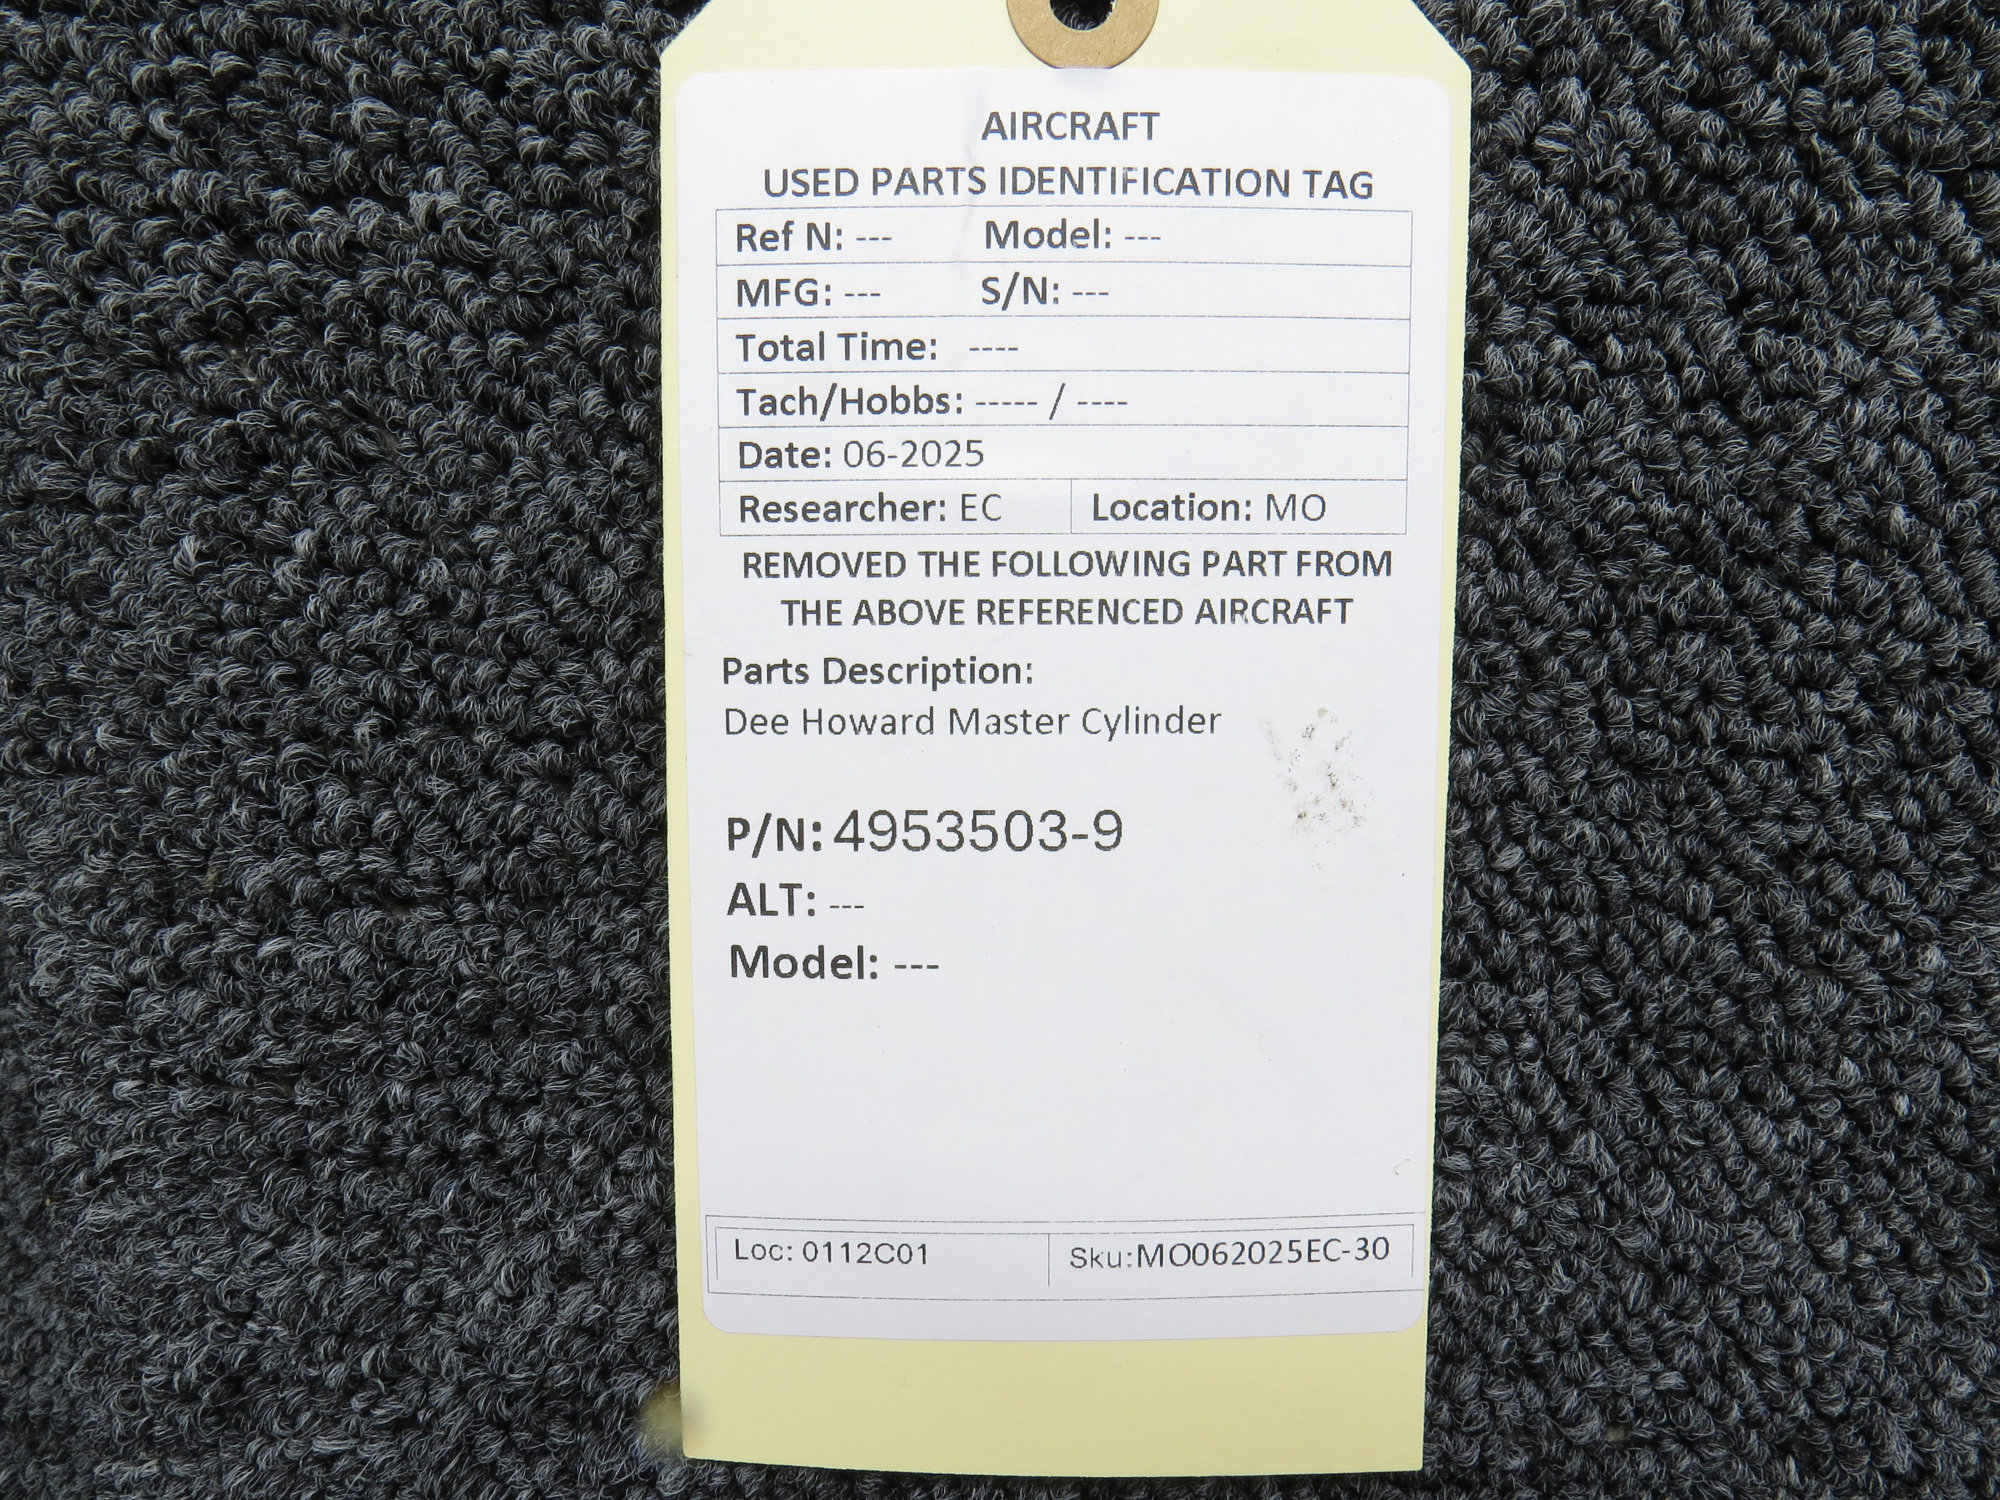 AIRCRAFT
USED PARTS IDENTIFICATION TAG
Ref N: --- Model: ---
MFG: --- S/N: ---
Total Time: ----
Tach/Hobbs: ----- / ----
Date: 06-2025
Researcher: EC Location: MO
REMOVED THE FOLLOWING PART FROM
THE ABOVE REFERENCED AIRCRAFT
Parts Description:
Dee Howard Master Cylinder
P/N: 4953503-9
ALT: ---
Model: ---
Loc: 0112C01 Sku:MO062025EC-30